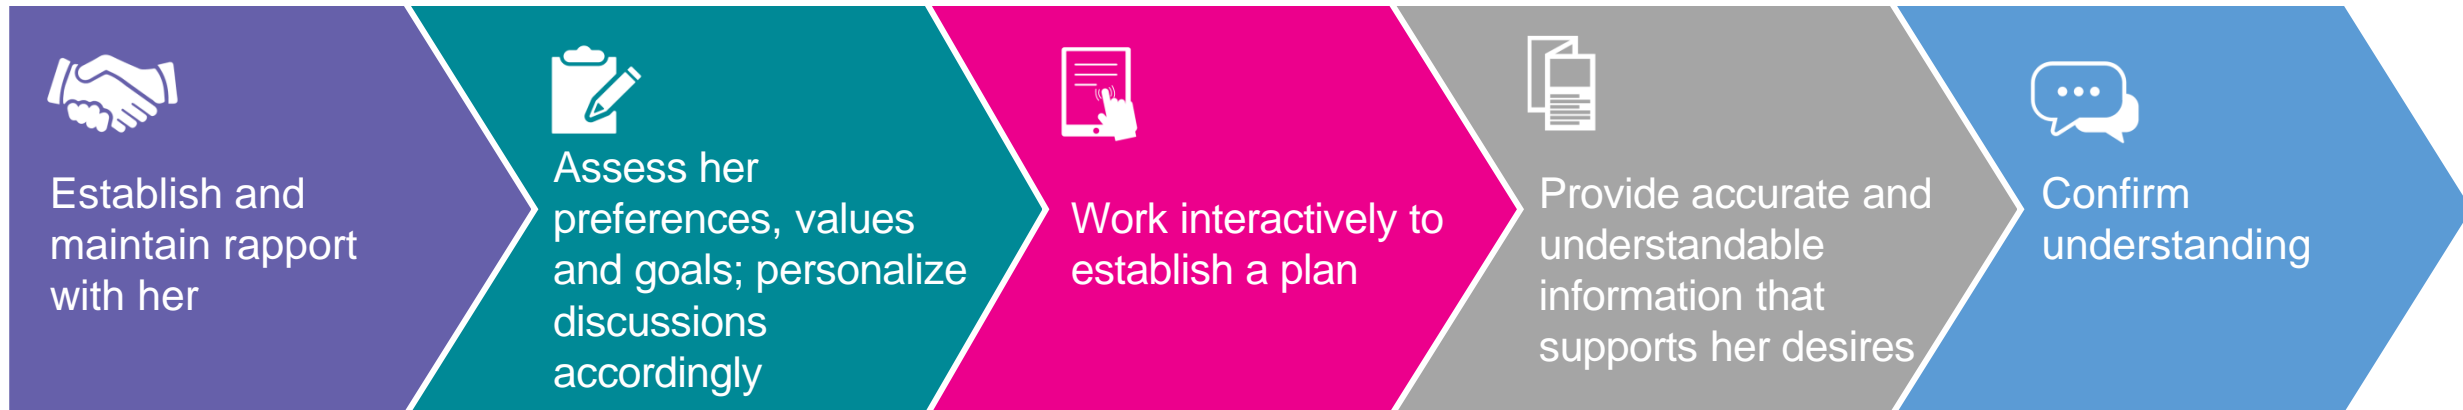 Establish and
maintain rapport
with her
Assess her
preferences, values
and goals; personalize
discussions
accordingly
Work interactively to
establish a plan
Provide accurate and
understandable
information that
supports her desires
Confirm
understanding